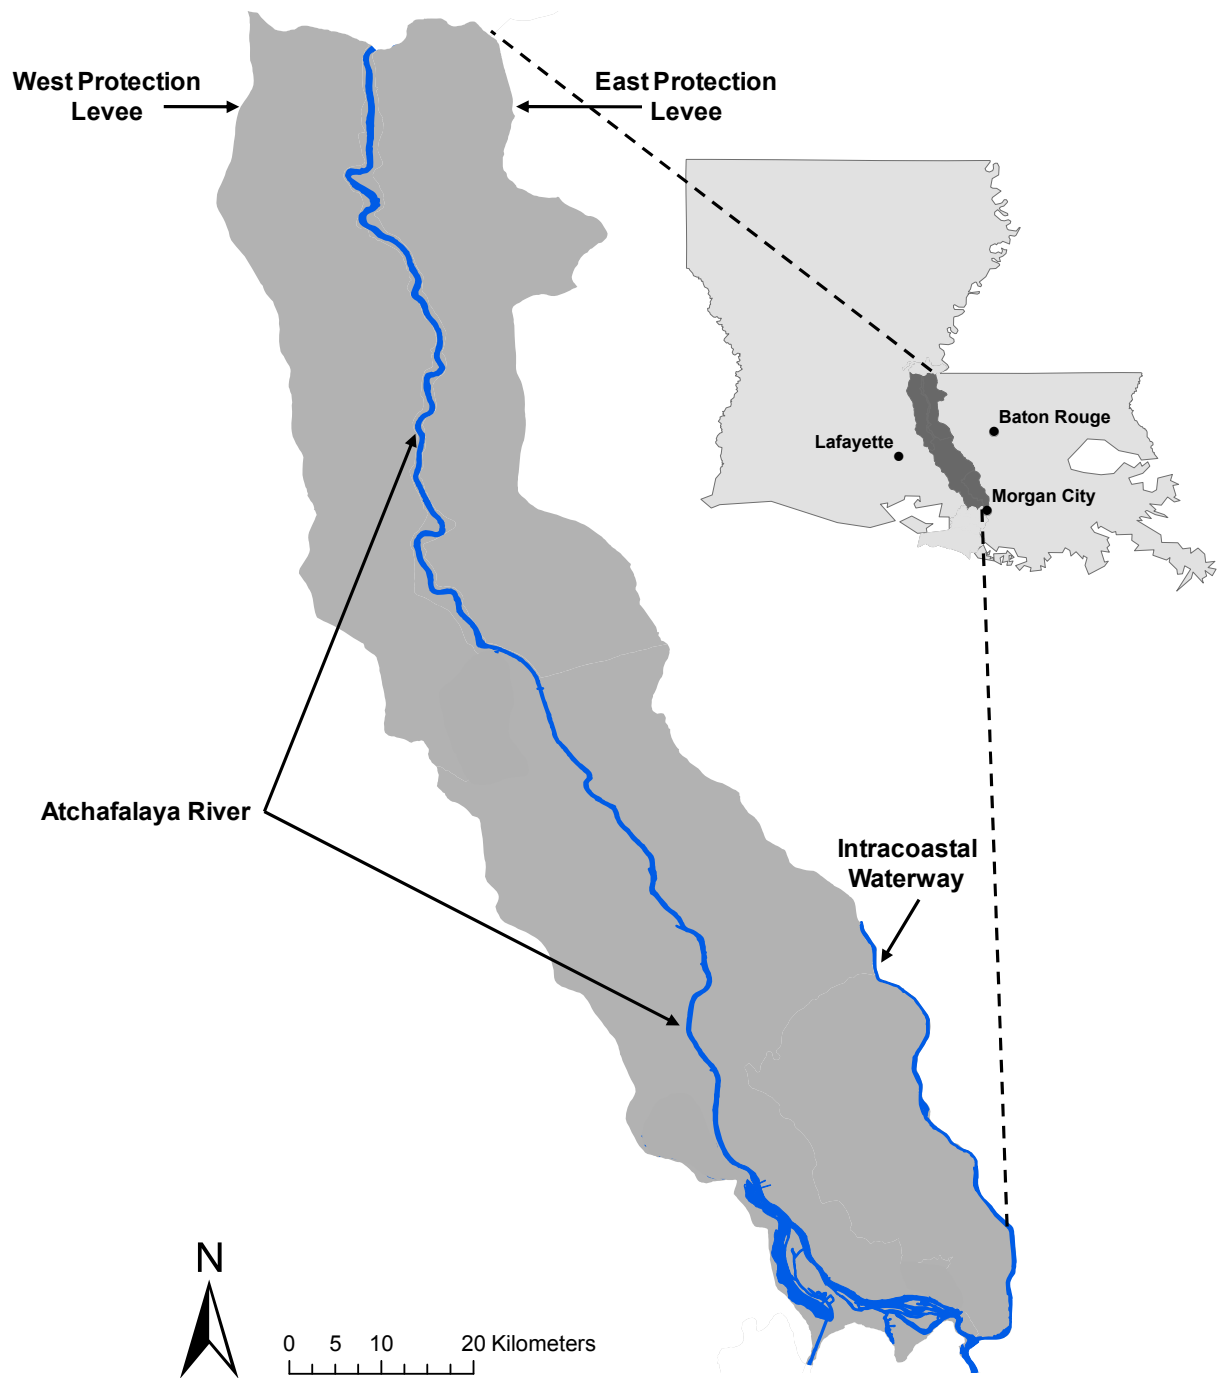 West Protection
Levee
East Protection
Levee
Baton Rouge
Lafayette
Morgan City
Atchafalaya River
Intracoastal
Waterway
N
0 5 10 20 Kilometers